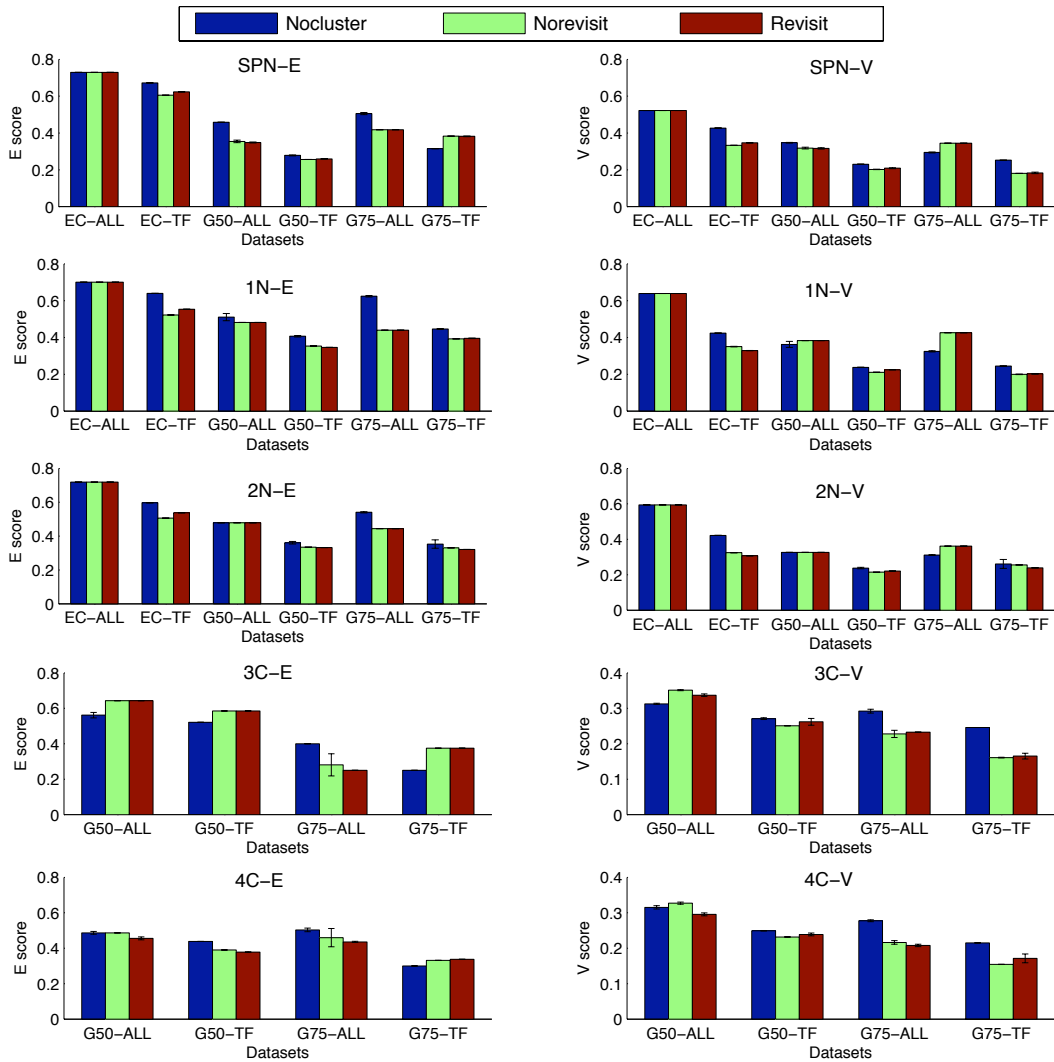 Nocluster Norevisit Revisit
SPN−E
E score
0.8
0.6
0.4
0.2
0
EC−ALL EC−TF G50−ALL G50−TF G75−ALL G75−TF
Datasets
SPN−V
V score
0.8
0.6
0.4
0.2
0
EC−ALL EC−TF G50−ALL G50−TF G75−ALL G75−TF
Datasets
1N−E
E score
0.8
0.6
0.4
0.2
0
EC−ALL EC−TF G50−ALL G50−TF G75−ALL G75−TF
Datasets
1N−V
V score
0.8
0.6
0.4
0.2
0
EC−ALL EC−TF G50−ALL G50−TF G75−ALL G75−TF
Datasets
2N−E
E score
0.8
0.6
0.4
0.2
0
EC−ALL EC−TF G50−ALL G50−TF G75−ALL G75−TF
Datasets
2N−V
V score
0.8
0.6
0.4
0.2
0
EC−ALL EC−TF G50−ALL G50−TF G75−ALL G75−TF
Datasets
3C−E
E score
0.8
0.6
0.4
0.2
0
G50−ALL G50−TF G75−ALL G75−TF
Datasets
3C−V
V score
0.4
0.3
0.2
0.1
0
G50−ALL G50−TF G75−ALL G75−TF
Datasets
4C−E
E score
0.8
0.6
0.4
0.2
0
G50−ALL G50−TF G75−ALL G75−TF
Datasets
4C−V
V score
0.4
0.3
0.2
0.1
0
G50−ALL G50−TF G75−ALL G75−TF
Datasets